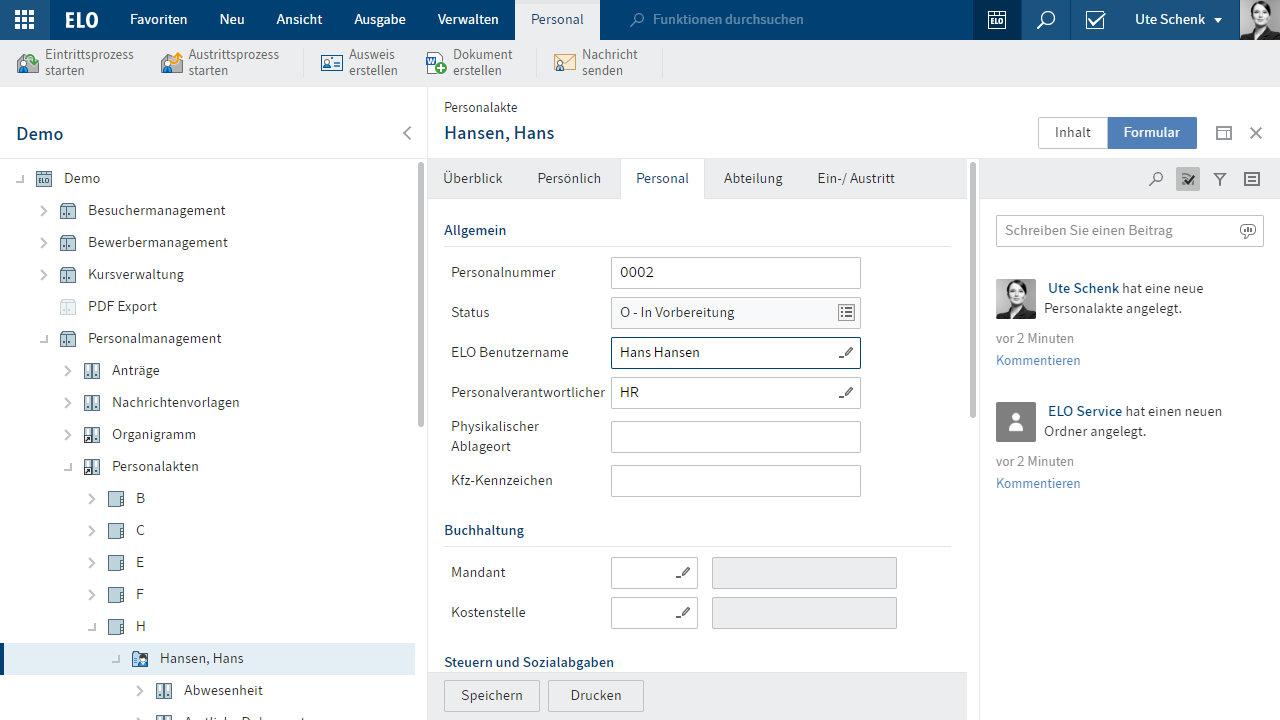 ELO Favoriten Neu Ansicht Ausgabe Verwalten Personal Funktionen durchsuchen ELO Ute Schenk
Eintrittsprozess starten
Austrittsprozess starten
Ausweis erstellen
Dokument erstellen
Nachricht senden
Demo
Demo
Besuchermanagement
Bewerbermanagement
Kursverwaltung
PDF Export
Personalmanagement
Anträge
Nachrichtenvorlagen
Organigramm
Personalakten
B
C
E
F
H
Hansen, Hans
Abwesenheit
Personalakte
Hansen, Hans
Inhalt Formular
Überblick Persönlich Personal Abteilung Ein-/ Austritt
Allgemein
Personalnummer 0002
Status O - In Vorbereitung
ELO Benutzername Hans Hansen
Personalverantwortlicher HR
Physikalischer
Ablageort
Kfz-Kennzeichen
Buchhaltung
Mandant
Kostenstelle
Steuern und Sozialabgaben
Speichern Drucken
Schreiben Sie einen Beitrag
Ute Schenk hat eine neue
Personalakte angelegt.
vor 2 Minuten
Kommentieren
ELO Service hat einen neuen
Ordner angelegt.
vor 2 Minuten
Kommentieren